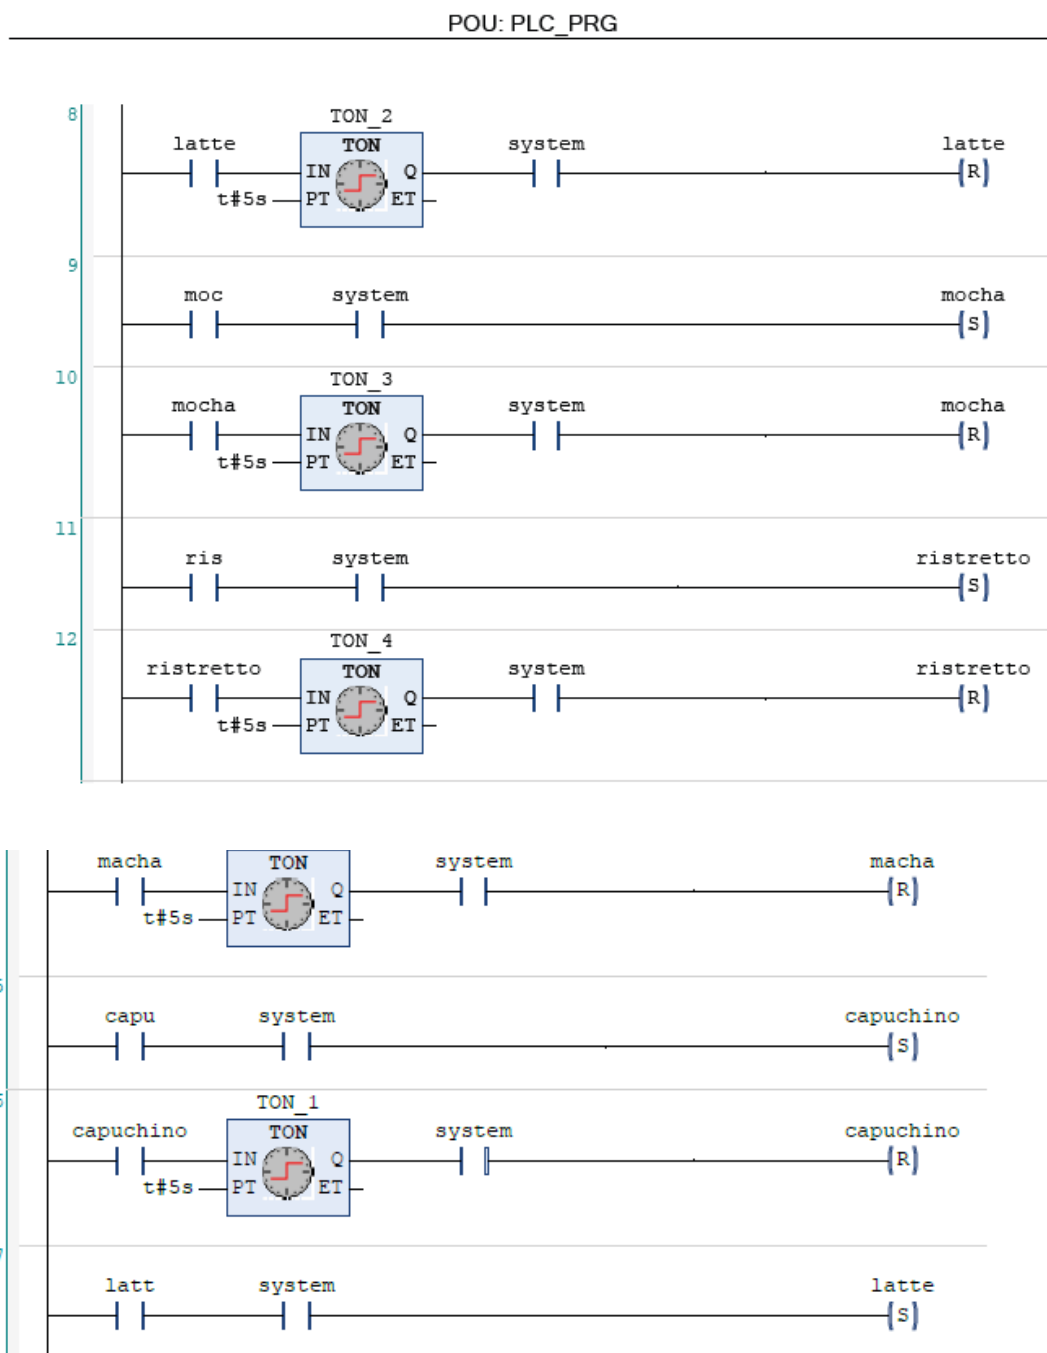 POU: PLC_PRG
8
TON_2
latte TON system latte
IN Q R
t#5s PT ET
9
moc system mocha
S
10
TON_3
mocha TON system mocha
IN Q R
t#5s PT ET
11
ris system ristretto
S
12
TON_4
ristretto TON system ristretto
IN Q R
t#5s PT ET
macha TON system macha
IN Q R
t#5s PT ET
capu system capuchino
S
TON_1
capuchino TON system capuchino
IN Q R
t#5s PT ET
latt system latte
S